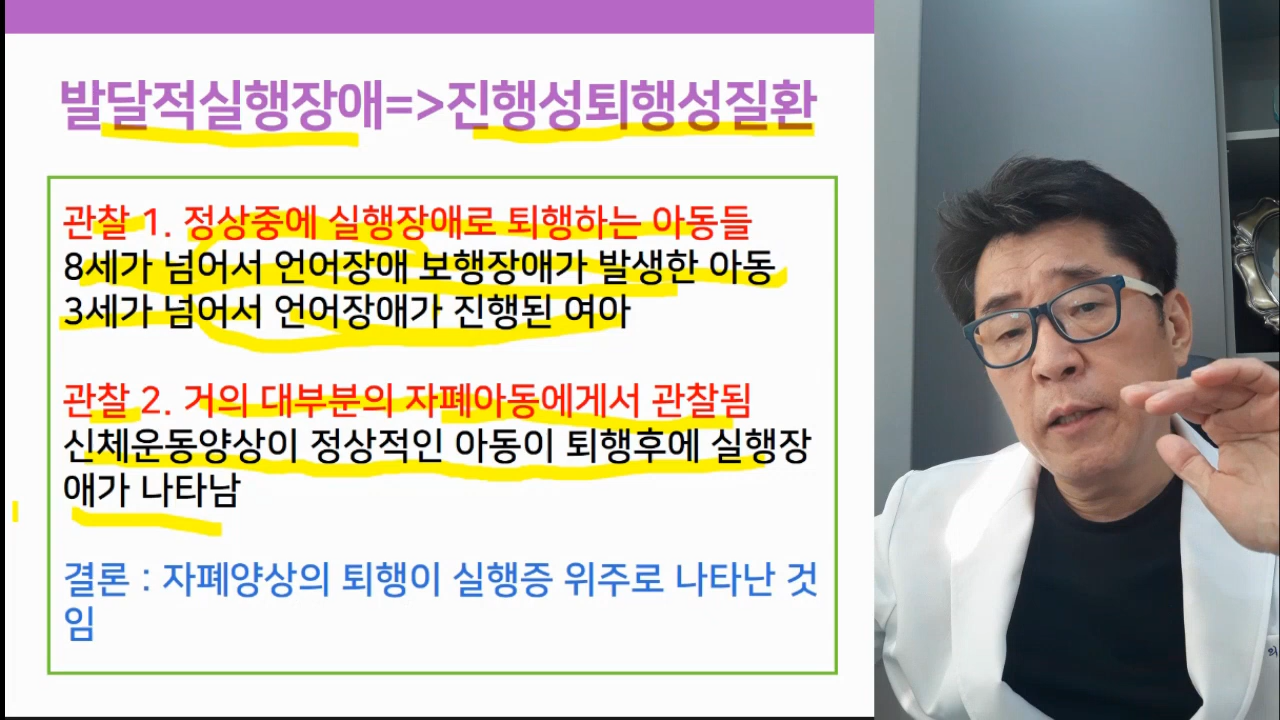 발달적실행장애=>진행성퇴행성질환
관찰 1. 정상중에 실행장애로 퇴행하는 아동들
8세가 넘어서 언어장애 보행장애가 발생한 아동
3세가 넘어서 언어장애가 진행된 여아
관찰 2. 거의 대부분의 자폐아동에게서 관찰됨
신체운동양상이 정상적인 아동이 퇴행후에 실행장
애가 나타남
결론 : 자폐양상의 퇴행이 실행증 위주로 나타난 것
임